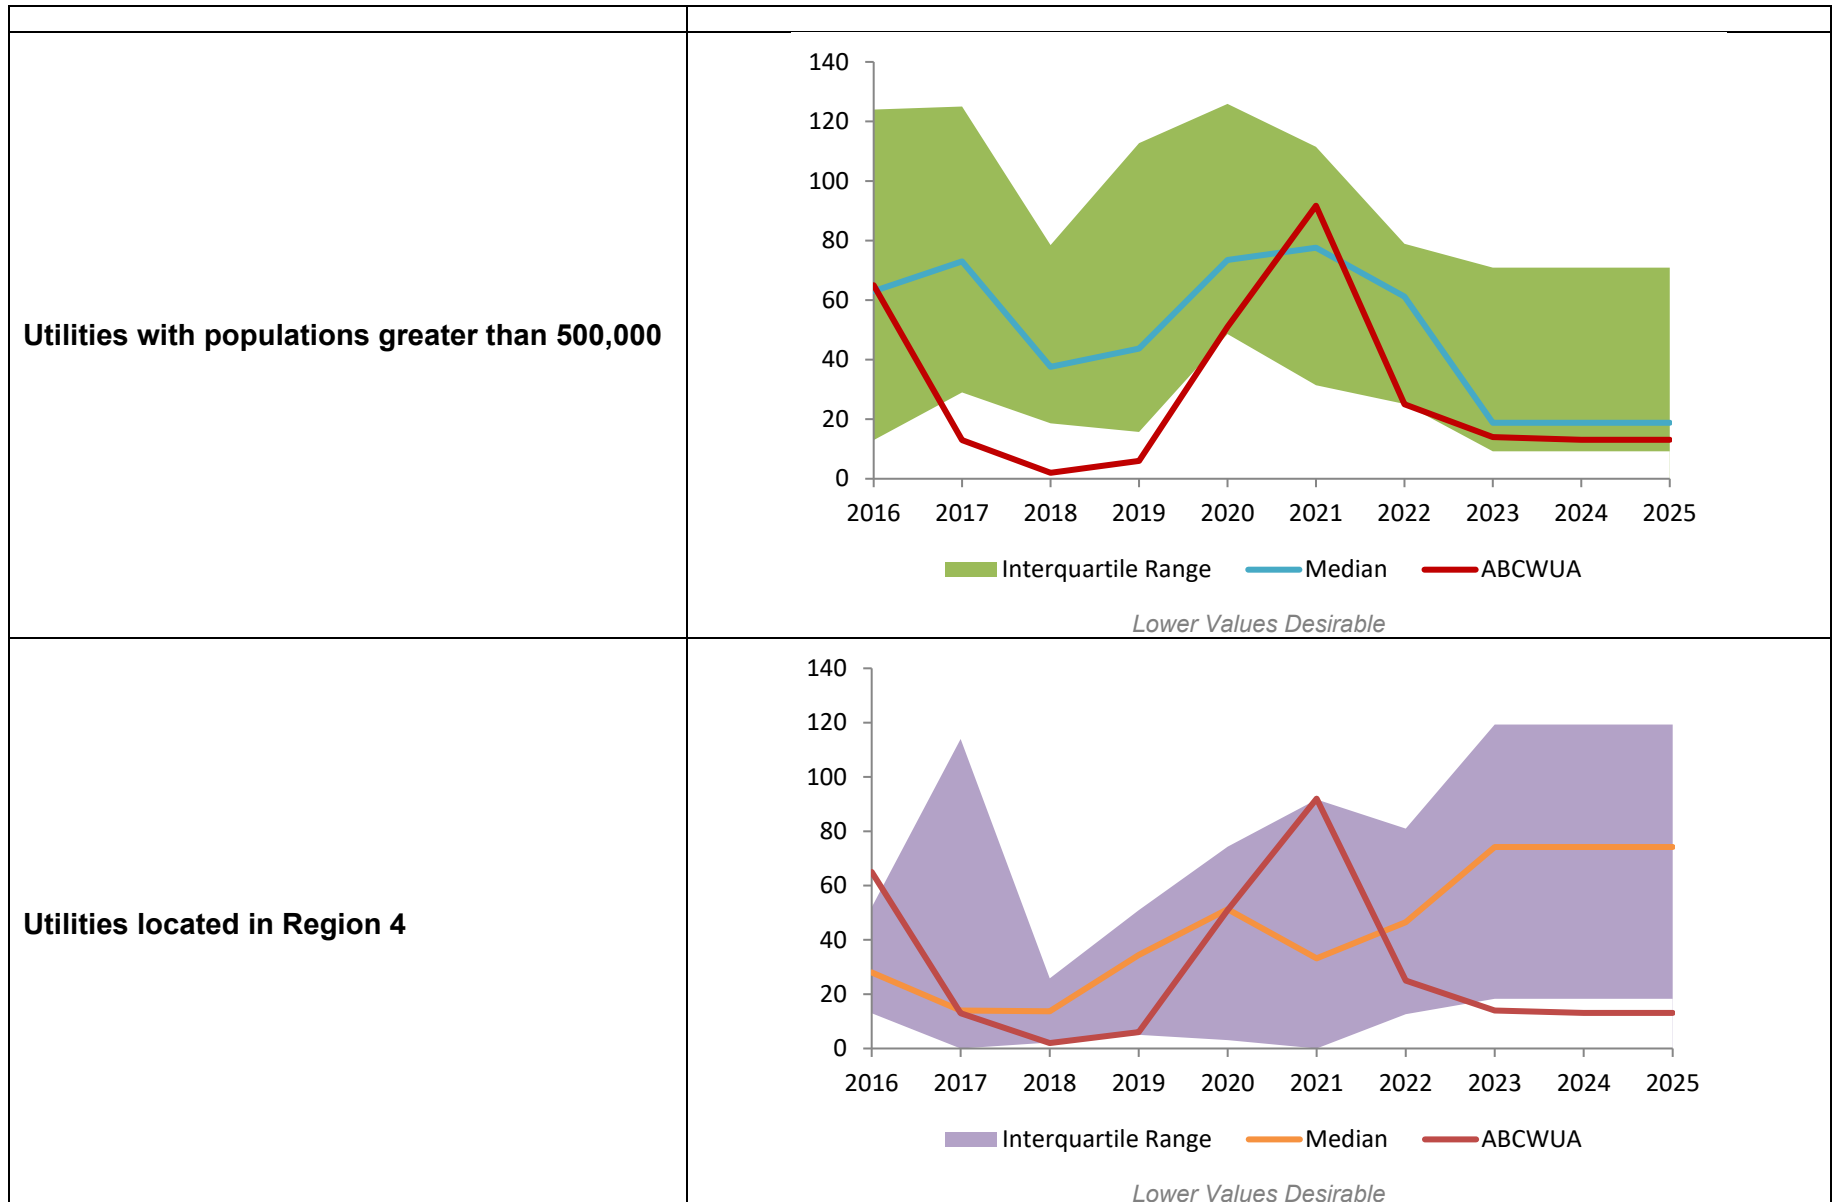 140
120
100
80
60
40
20
0
2016 2017 2018 2019 2020 2021 2022 2023 2024 2025
Interquartile Range Median ABCWUA
Lower Values Desirable
Utilities with populations greater than 500,000
140
120
100
80
60
40
20
0
2016 2017 2018 2019 2020 2021 2022 2023 2024 2025
Interquartile Range Median ABCWUA
Lower Values Desirable
Utilities located in Region 4